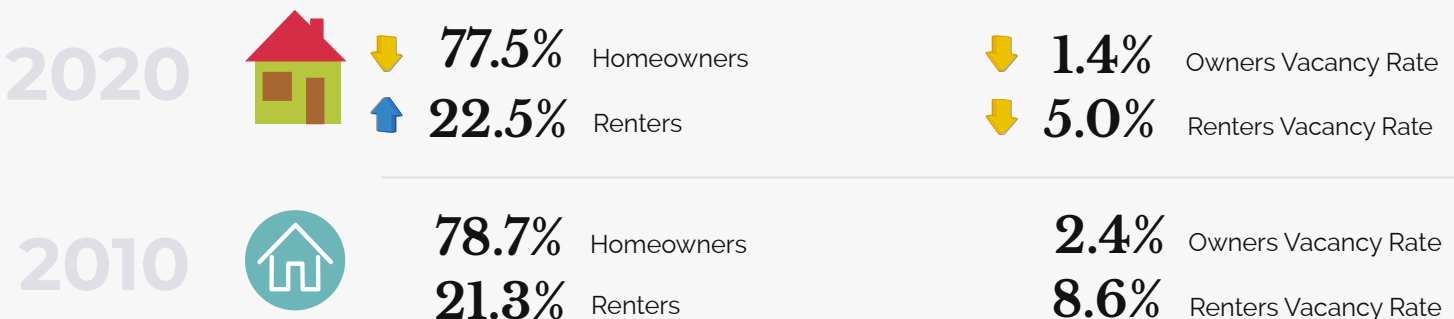 2020
77.5% Homeowners
1.4% Owners Vacancy Rate
22.5% Renters
5.0% Renters Vacancy Rate
2010
78.7% Homeowners
2.4% Owners Vacancy Rate
21.3% Renters
8.6% Renters Vacancy Rate